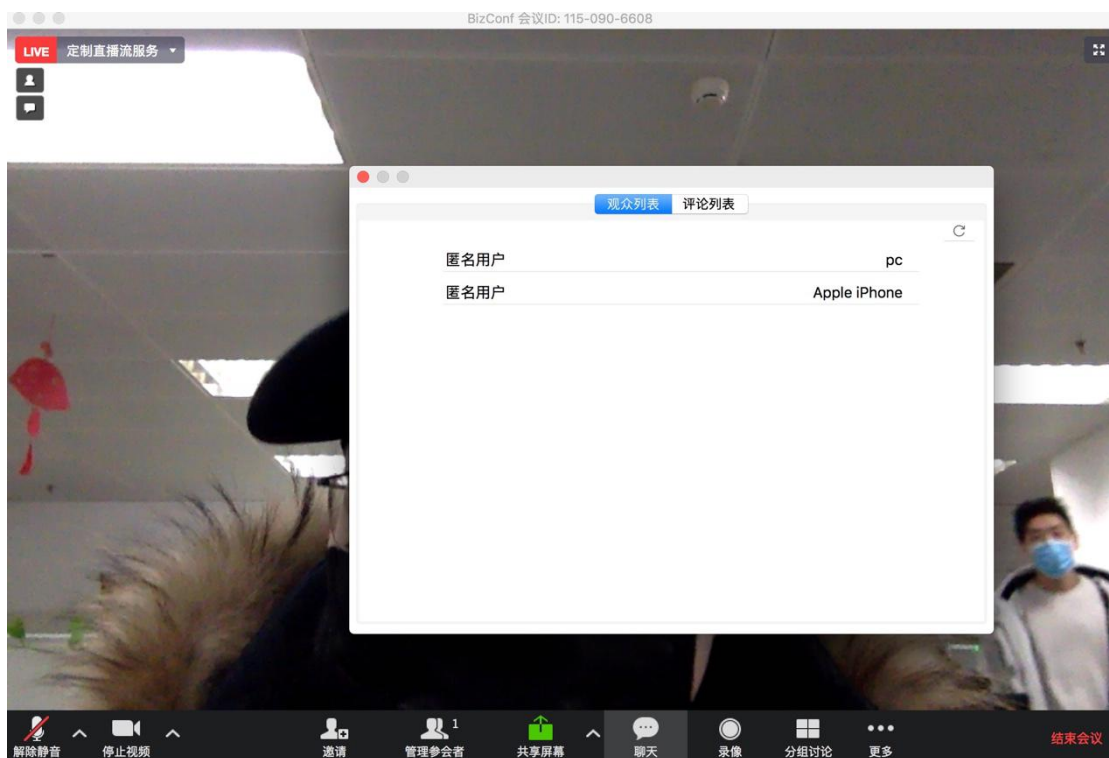 BizConf 会议ID: 115-090-6608
LIVE 定制直播流服务
观众列表 评论列表
匿名用户 pc
匿名用户 Apple iPhone
1
解除静音 停止视频 邀请 管理参会者 共享屏幕 聊天 录像 分组讨论 更多 结束会议